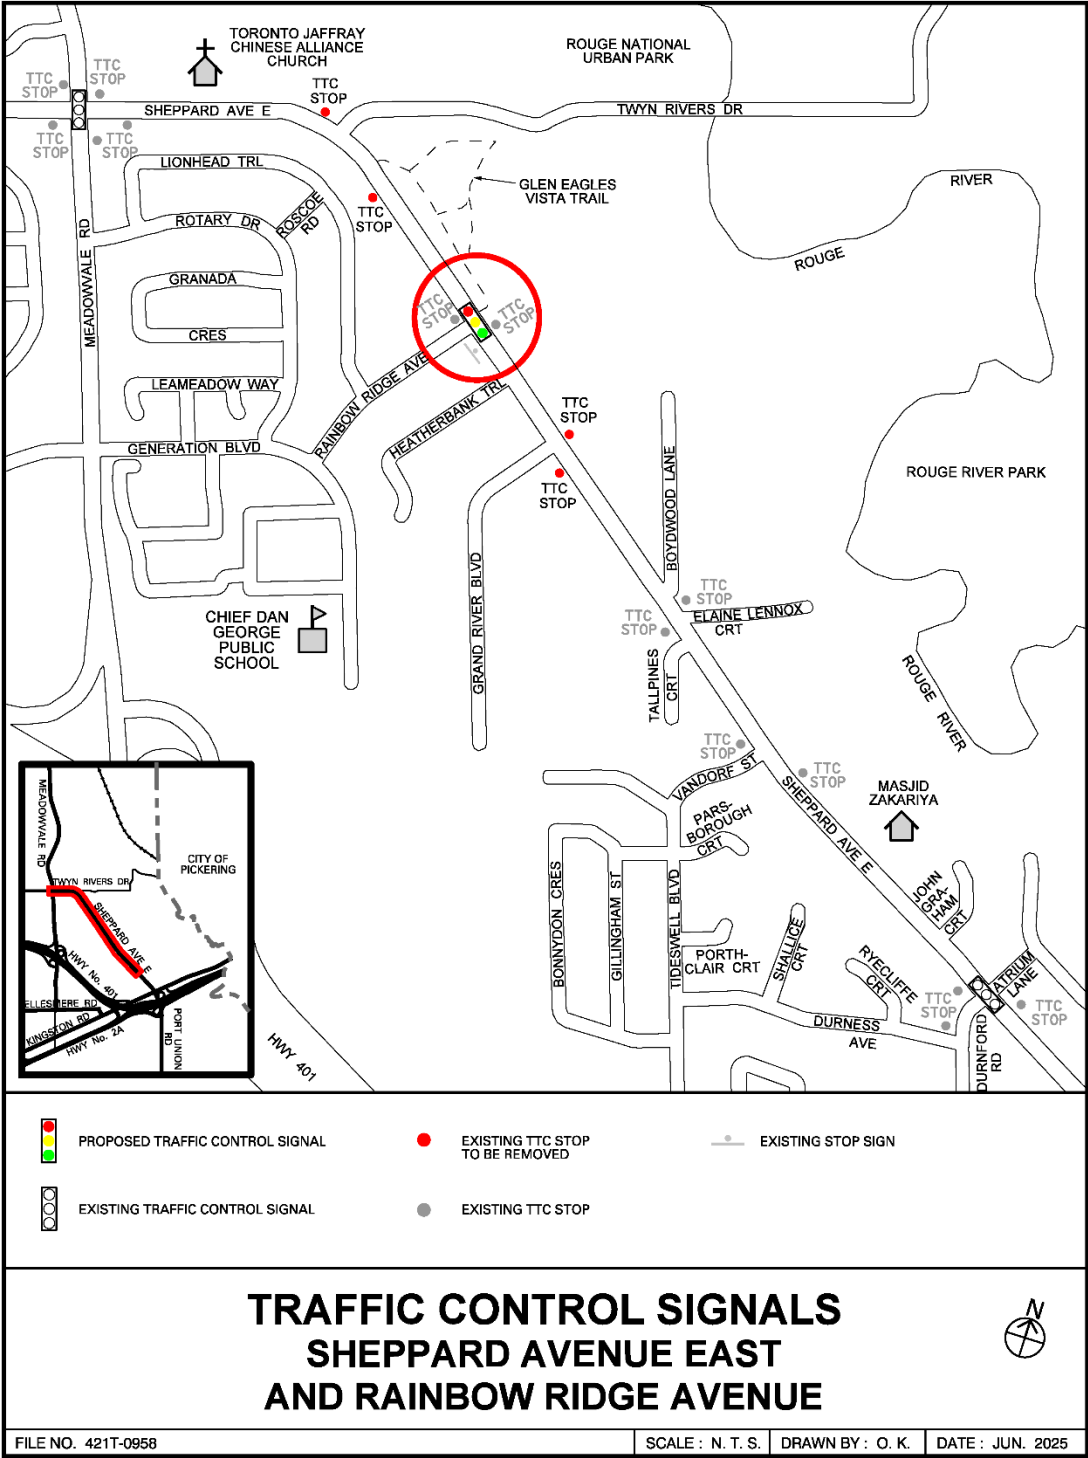 TORONTO JAFFRAY
CHINESE ALLIANCE
CHURCH
ROUGE NATIONAL
URBAN PARK
TTC
STOP
TTC
STOP
TTC
STOP
SHEPPARD AVE E
TWYN RIVERS DR
TTC
STOP
TTC
STOP
LIONHEAD TRL
GLEN EAGLES
VISTA TRAIL
RIVER
ROSCOE
RD
TTC
STOP
ROTARY DR
MEADOWVALE RD
ROUGE
GRANADA
TTC
STOP
TTC
STOP
CRES
LEAMEADOW WAY
RAINBOW RIDGE AVE
HEATHERBANK TRL
TTC
STOP
GENERATION BLVD
BOYDWOOD LANE
ROUGE RIVER PARK
TTC
STOP
GRAND RIVER BLVD
TTC
STOP
ELAINE LENNOX
CRT
TTC
STOP
CHIEF DAN
GEORGE
PUBLIC
SCHOOL
TALLPINES
CRT
ROUGE RIVER
TTC
STOP
VANDORF ST
TTC
STOP
SHEPPARD AVE E
MASJID
ZAKARIYA
PARS-
BOROUGH
CRT
BONNYDON CRES
GILLINGHAM ST
TIDESWELL BLVD
JOHN
GRA-
HAM
CRT
PORTH-
CLAIR CRT
SHALLICE
CRT
RYECLIFFE
CRT
ATRIUM
LANE
TTC
STOP
TTC
STOP
DURNESS
AVE
DURNFORD
RD
HWY 401
MEADOWVALE RD
CITY OF
PICKERING
TWYN RIVERS DR
SHEPPARD AVE E
HWY No. 401
ELLESMERE RD
KINGSTON RD
HWY No. 2A
PORT UNION
RD
PROPOSED TRAFFIC CONTROL SIGNAL
EXISTING TTC STOP
TO BE REMOVED
EXISTING STOP SIGN
EXISTING TRAFFIC CONTROL SIGNAL
EXISTING TTC STOP
TRAFFIC CONTROL SIGNALS
SHEPPARD AVENUE EAST
AND RAINBOW RIDGE AVENUE
N
FILE NO. 421T-0958
SCALE : N. T. S.
DRAWN BY : O. K.
DATE : JUN. 2025